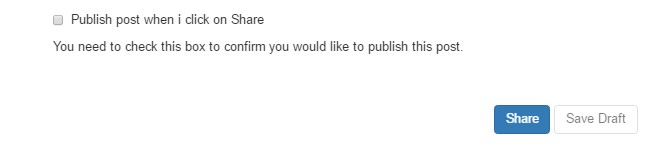 Publish post when i click on Share
You need to check this box to confirm you would like to publish this post.
Share Save Draft